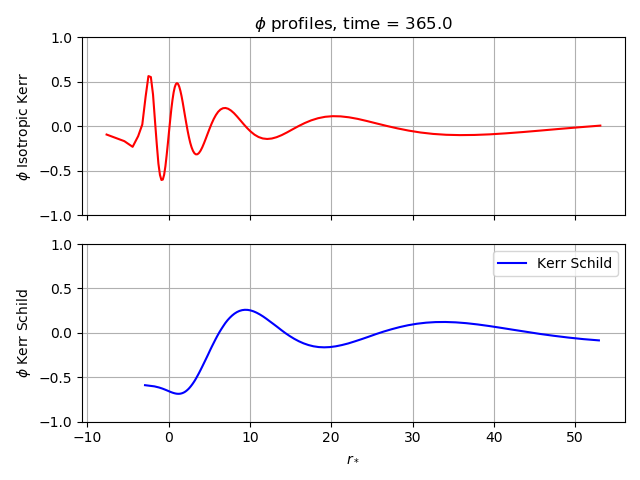 ϕ profiles, time = 365.0
1.0
0.5
0.0
−0.5
−1.0
ϕ Isotropic Kerr
1.0
0.5
0.0
−0.5
−1.0
ϕ Kerr Schild
Kerr Schild
−10 0 10 20 30 40 50
r*